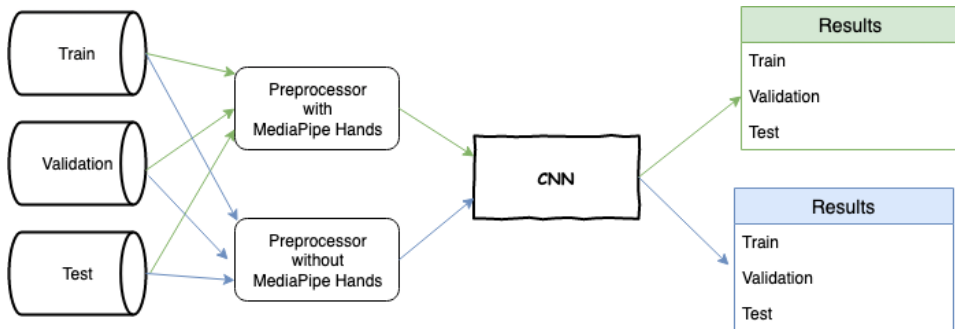 Train
Validation
Test
Preprocessor
with
MediaPipe Hands
Preprocessor
without
MediaPipe Hands
CNN
Results
Train
Validation
Test
Results
Train
Validation
Test